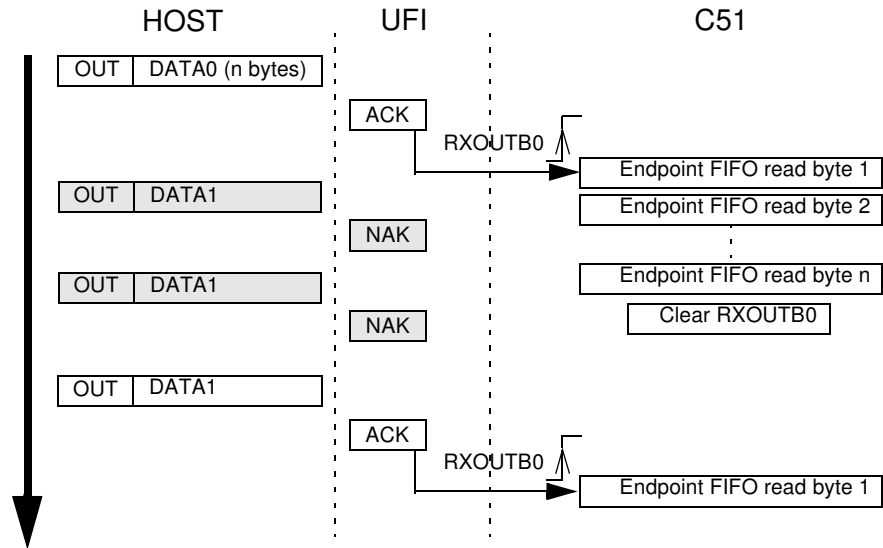 HOST UFI C51
OUT DATA0 (n bytes)
ACK
RXOUTB0
Endpoint FIFO read byte 1
OUT DATA1
Endpoint FIFO read byte 2
NAK
OUT DATA1
Endpoint FIFO read byte n
Clear RXOUTB0
NAK
OUT DATA1
ACK
RXOUTB0
Endpoint FIFO read byte 1